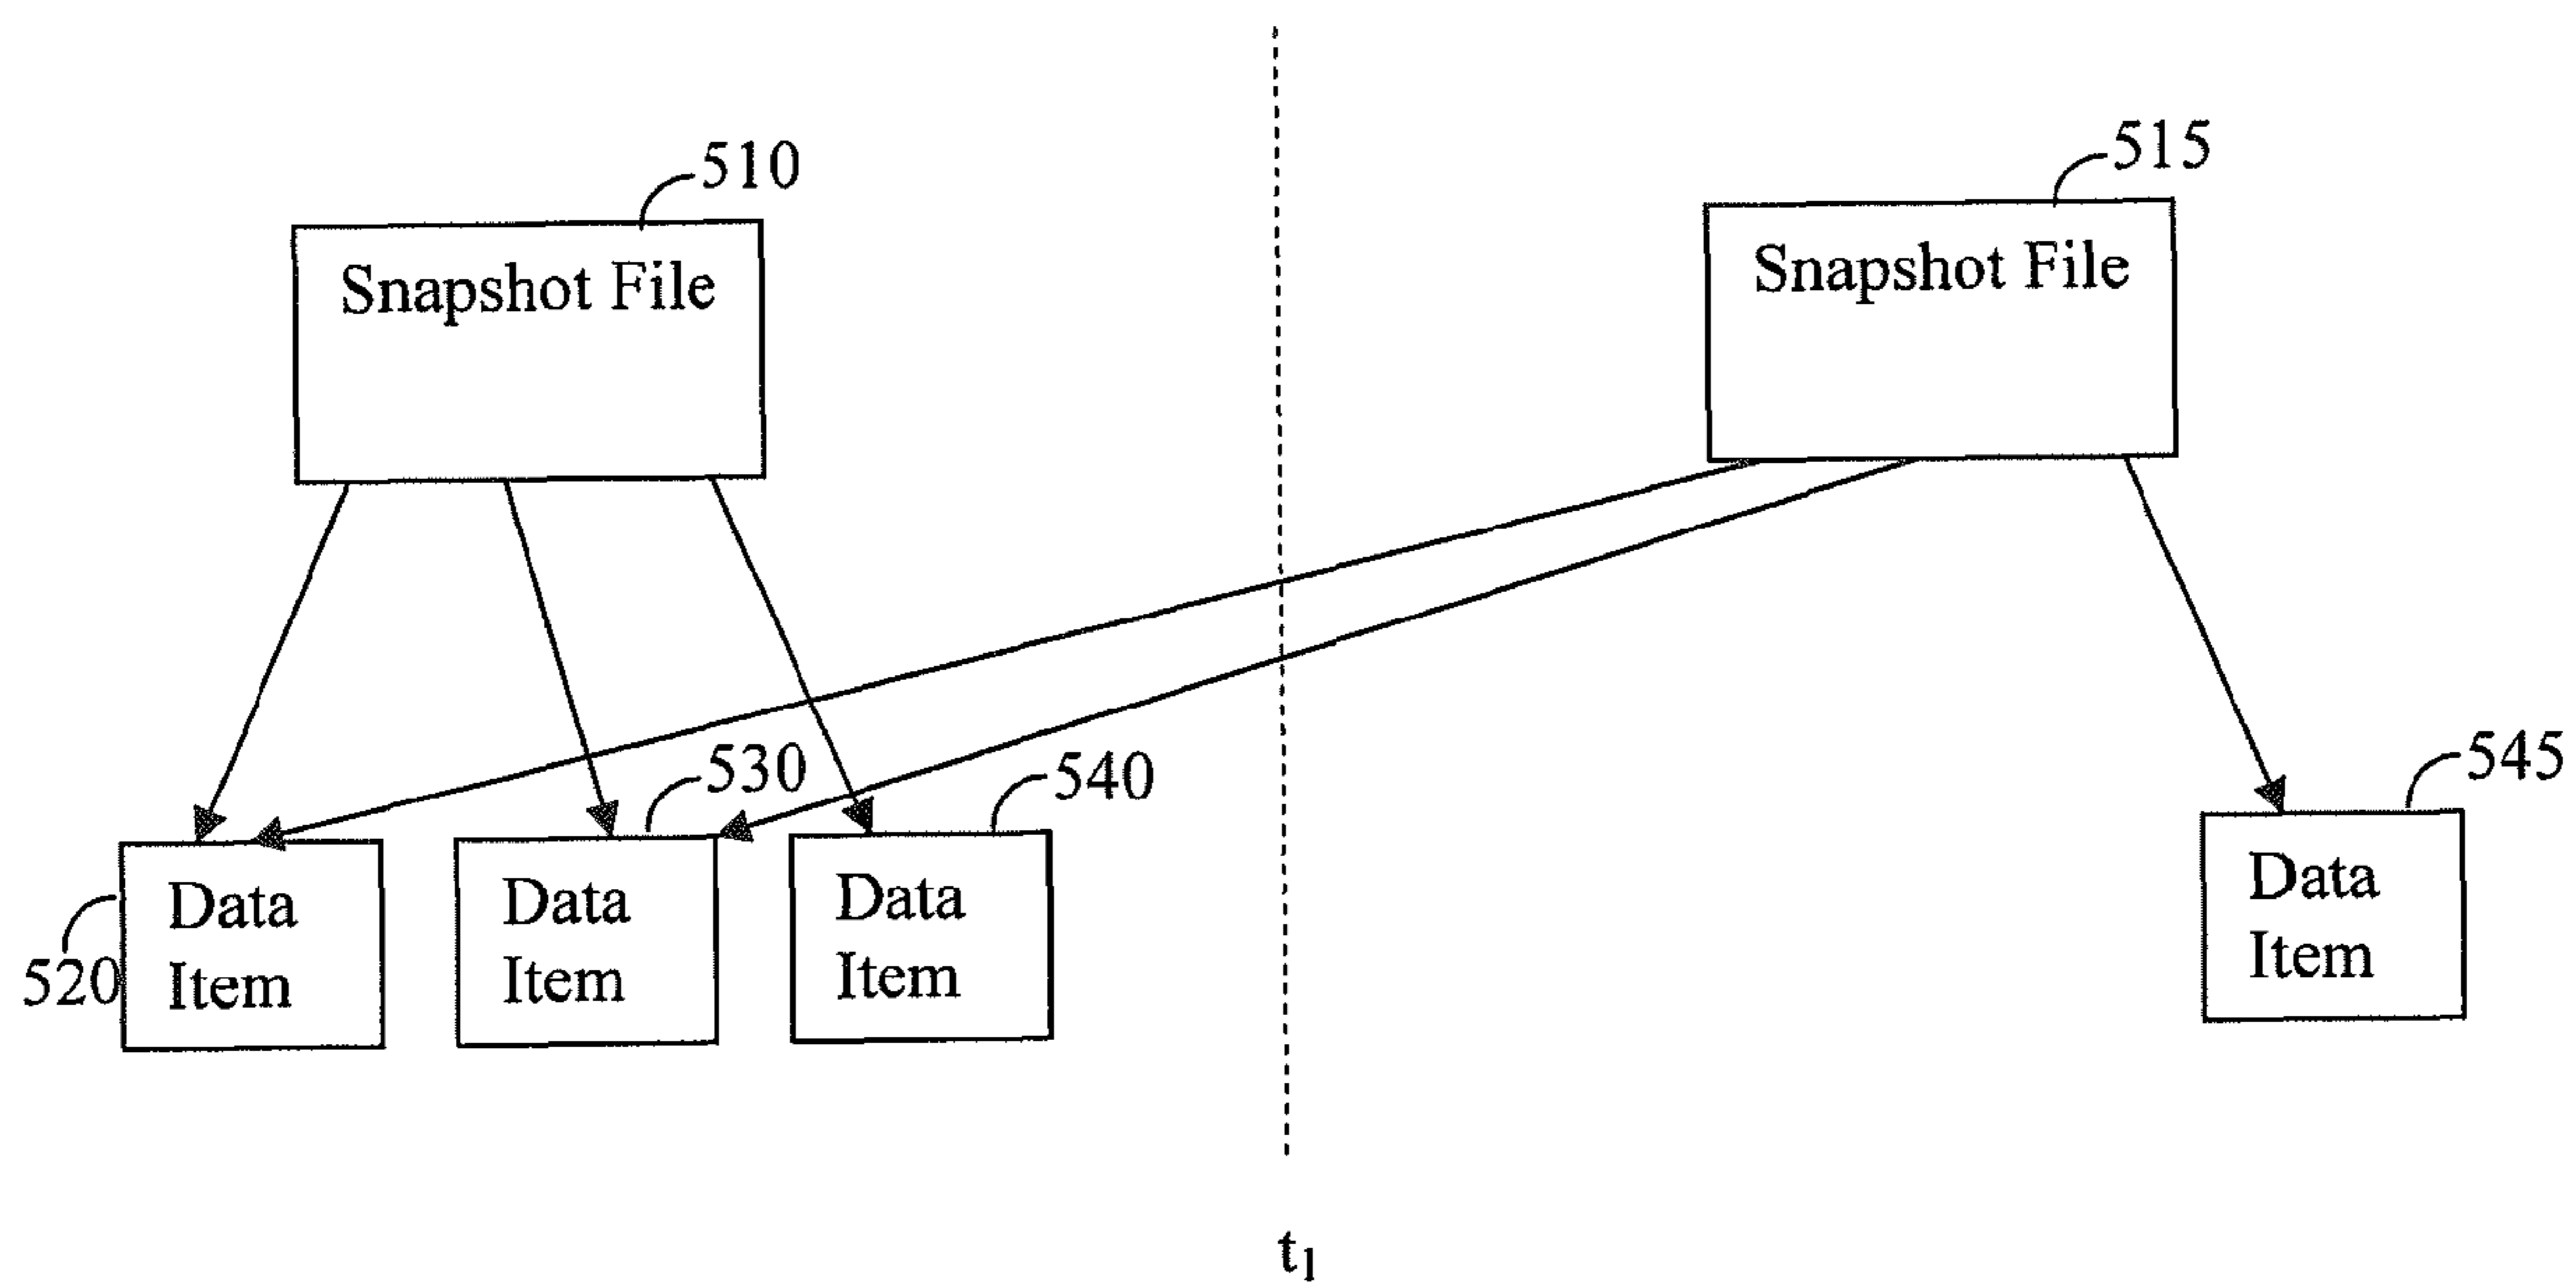 510
515
Snapshot File
Snapshot File
530
540
545
520
Data
Item
Data
Item
Data
Item
Data
Item
t1